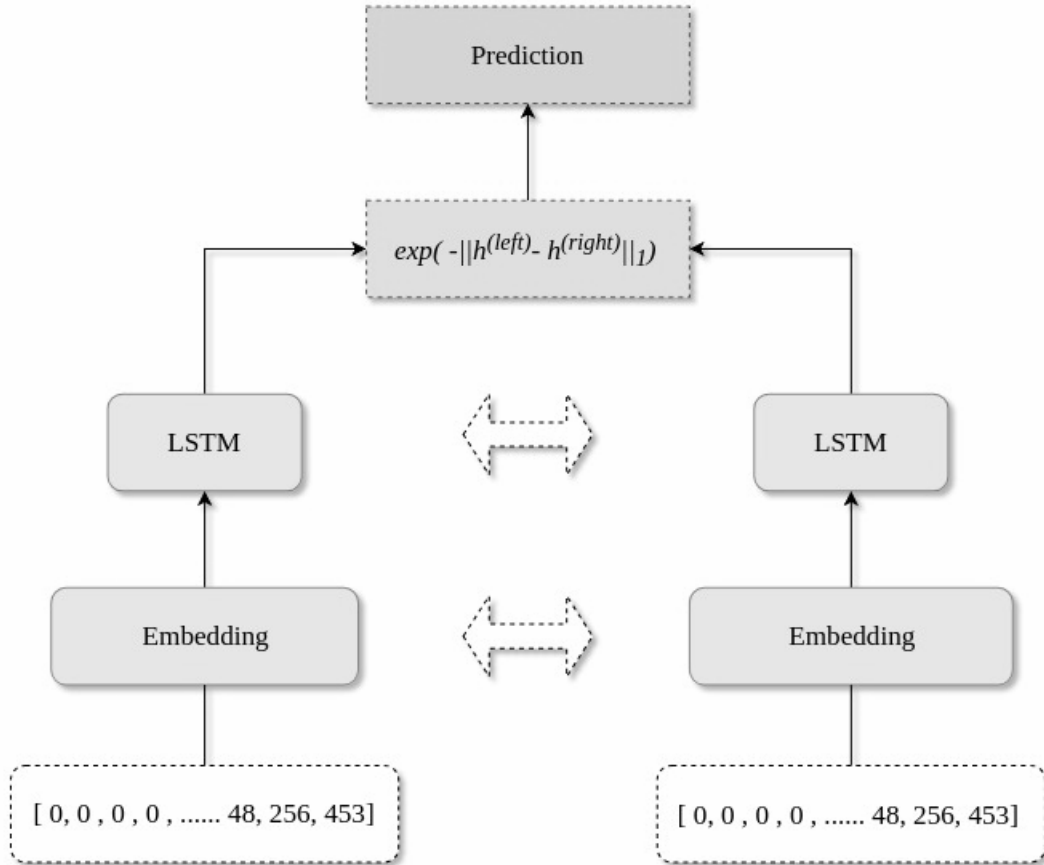 Prediction
exp( -||h^(left)- h^(right)||_1)
LSTM
LSTM
Embedding
Embedding
[ 0, 0 , 0 , 0 , ...... 48, 256, 453]
[ 0, 0 , 0 , 0 , ...... 48, 256, 453]